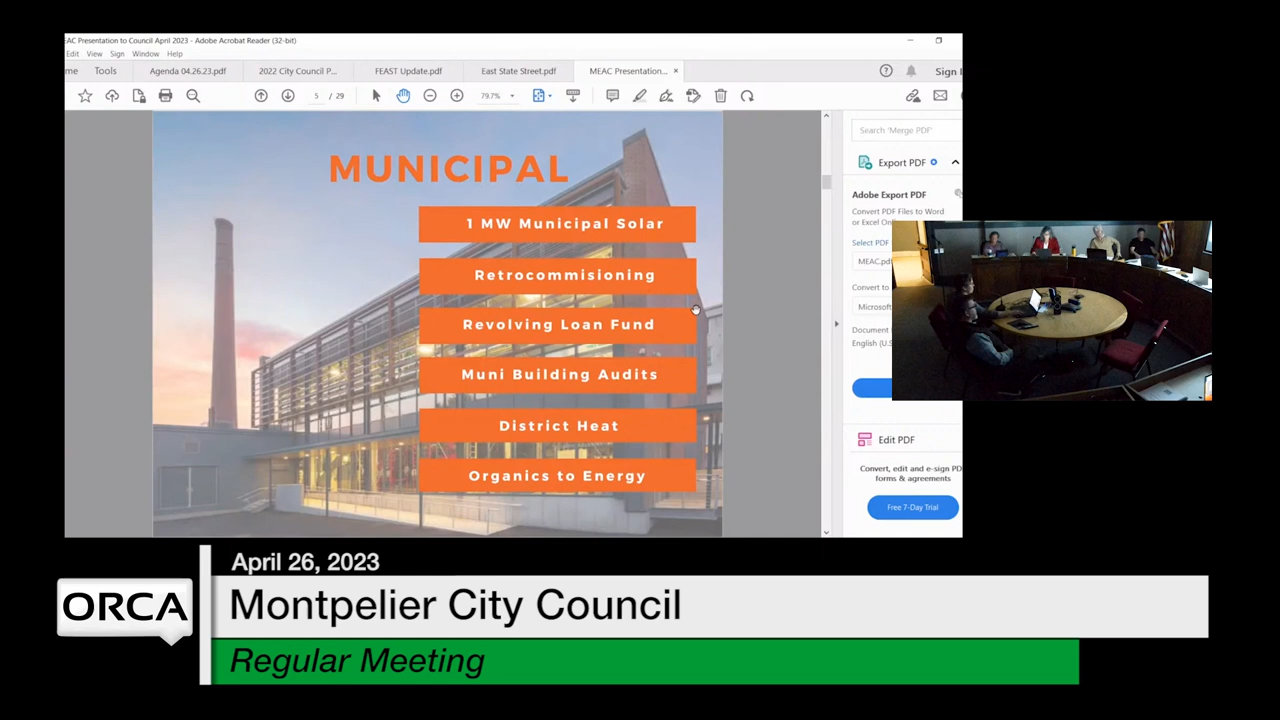 EAC Presentation to Council April 2023 - Adobe Acrobat Reader (32-bit)
Edit View Sign Window Help
me Tools Agenda 04.26.23.pdf 2022 City Council P... FEAST Update.pdf East State Street.pdf MEAC Presentation... × Sign I
5 / 29 79.7%
MUNICIPAL
1 MW Municipal Solar
Retrocommisioning
Revolving Loan Fund
Muni Building Audits
District Heat
Organics to Energy
Search 'Merge PDF'
Export PDF
Adobe Export PDF
Convert PDF Files to Word
or Excel Onl
Select PDF
MEAC.pd
Convert to
Microsof
Document
English (U.S
Edit PDF
Convert, edit and e-sign PD
forms & agreements
Free 7-Day Trial
April 26, 2023
ORCA
Montpelier City Council
Regular Meeting